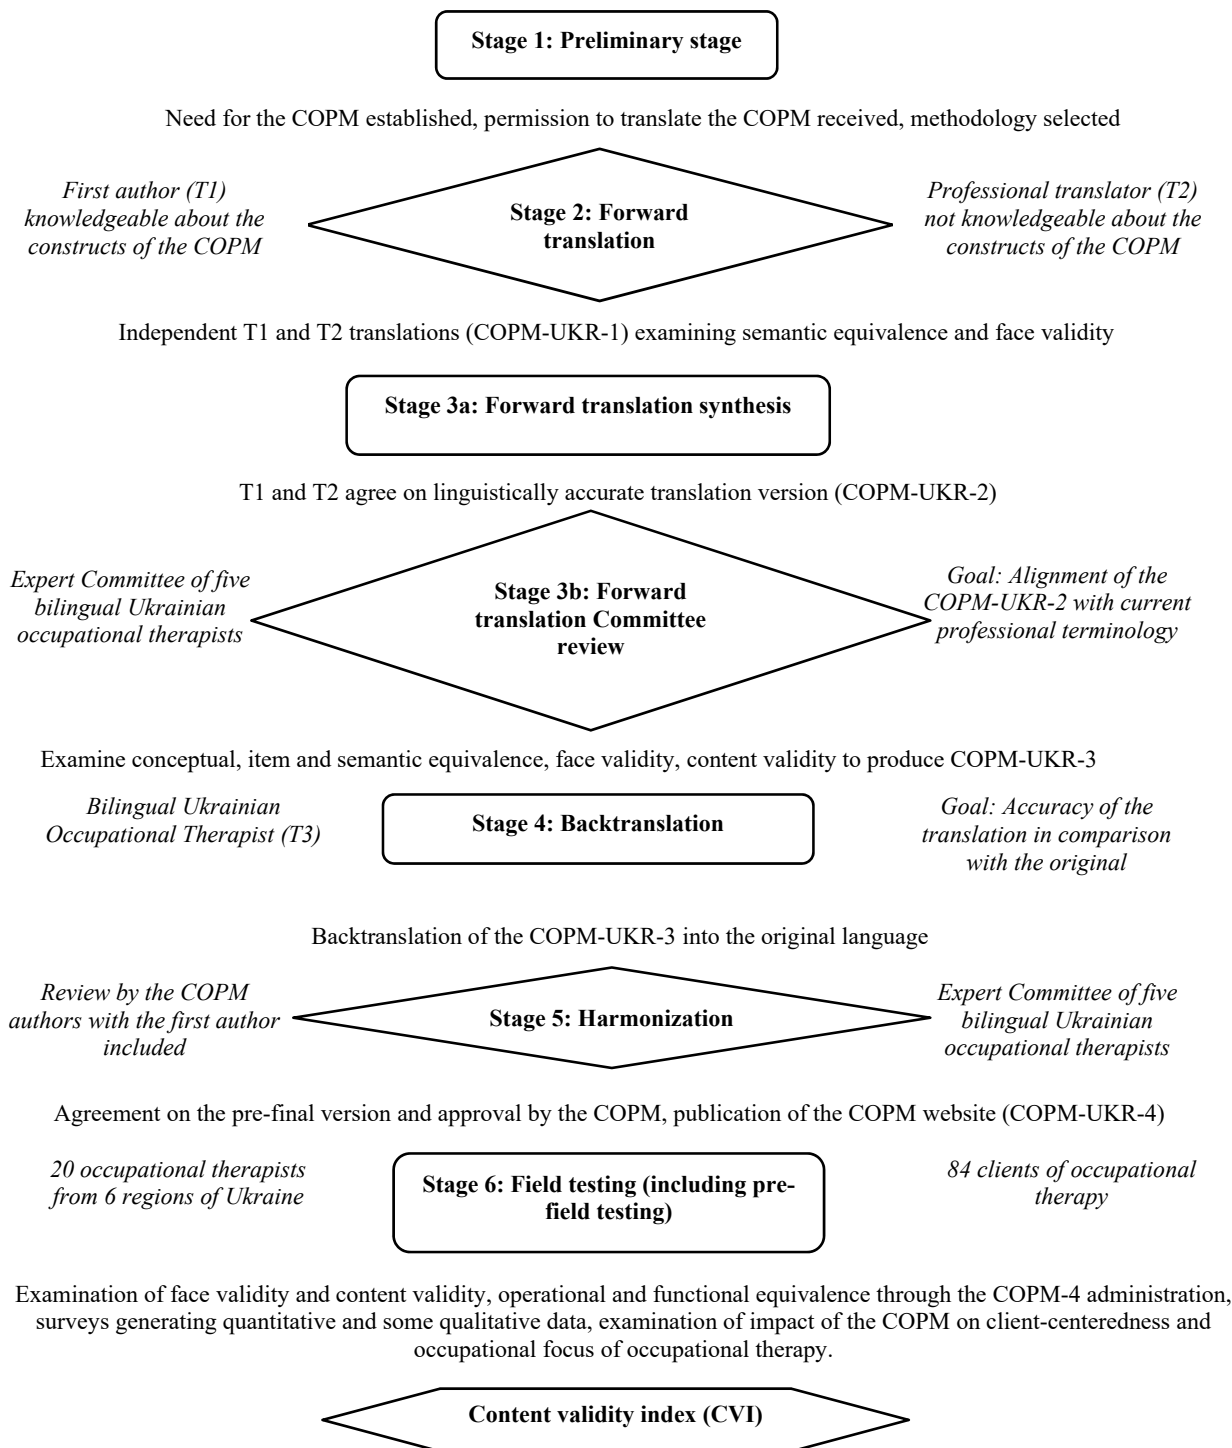 Stage 1: Preliminary stage
Need for the COPM established, permission to translate the COPM received, methodology selected
First author (T1)
knowledgeable about the
constructs of the COPM
Stage 2: Forward
translation
Professional translator (T2)
not knowledgeable about the
constructs of the COPM
Independent T1 and T2 translations (COPM-UKR-1) examining semantic equivalence and face validity
Stage 3a: Forward translation synthesis
T1 and T2 agree on linguistically accurate translation version (COPM-UKR-2)
Expert Committee of five
bilingual Ukrainian
occupational therapists
Stage 3b: Forward
translation Committee
review
Goal: Alignment of the
COPM-UKR-2 with current
professional terminology
Examine conceptual, item and semantic equivalence, face validity, content validity to produce COPM-UKR-3
Bilingual Ukrainian
Occupational Therapist (T3)
Stage 4: Backtranslation
Goal: Accuracy of the
translation in comparison
with the original
Backtranslation of the COPM-UKR-3 into the original language
Review by the COPM
authors with the first author
included
Stage 5: Harmonization
Expert Committee of five
bilingual Ukrainian
occupational therapists
Agreement on the pre-final version and approval by the COPM, publication of the COPM website (COPM-UKR-4)
20 occupational therapists
from 6 regions of Ukraine
Stage 6: Field testing (including pre-
field testing)
84 clients of occupational
therapy
Examination of face validity and content validity, operational and functional equivalence through the COPM-4 administration,
surveys generating quantitative and some qualitative data, examination of impact of the COPM on client-centeredness and
occupational focus of occupational therapy.
Content validity index (CVI)